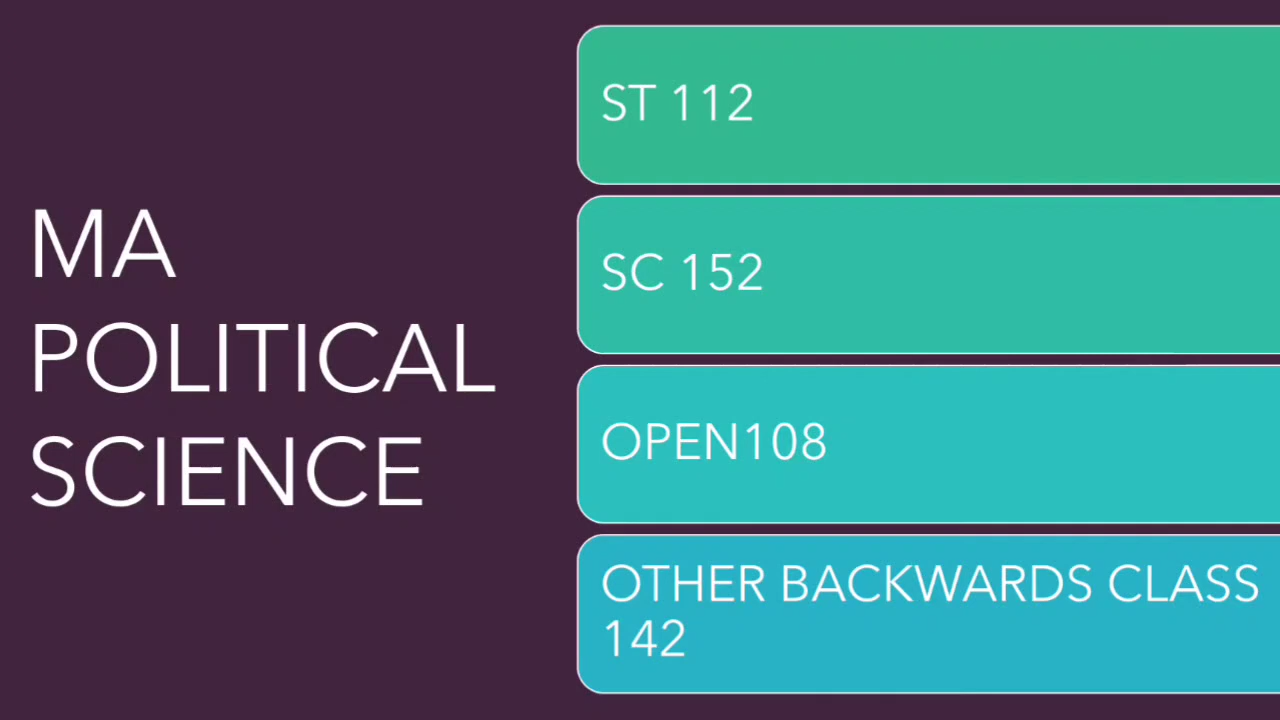 MA
POLITICAL
SCIENCE
ST 112
SC 152
OPEN108
OTHER BACKWARDS CLASS
142